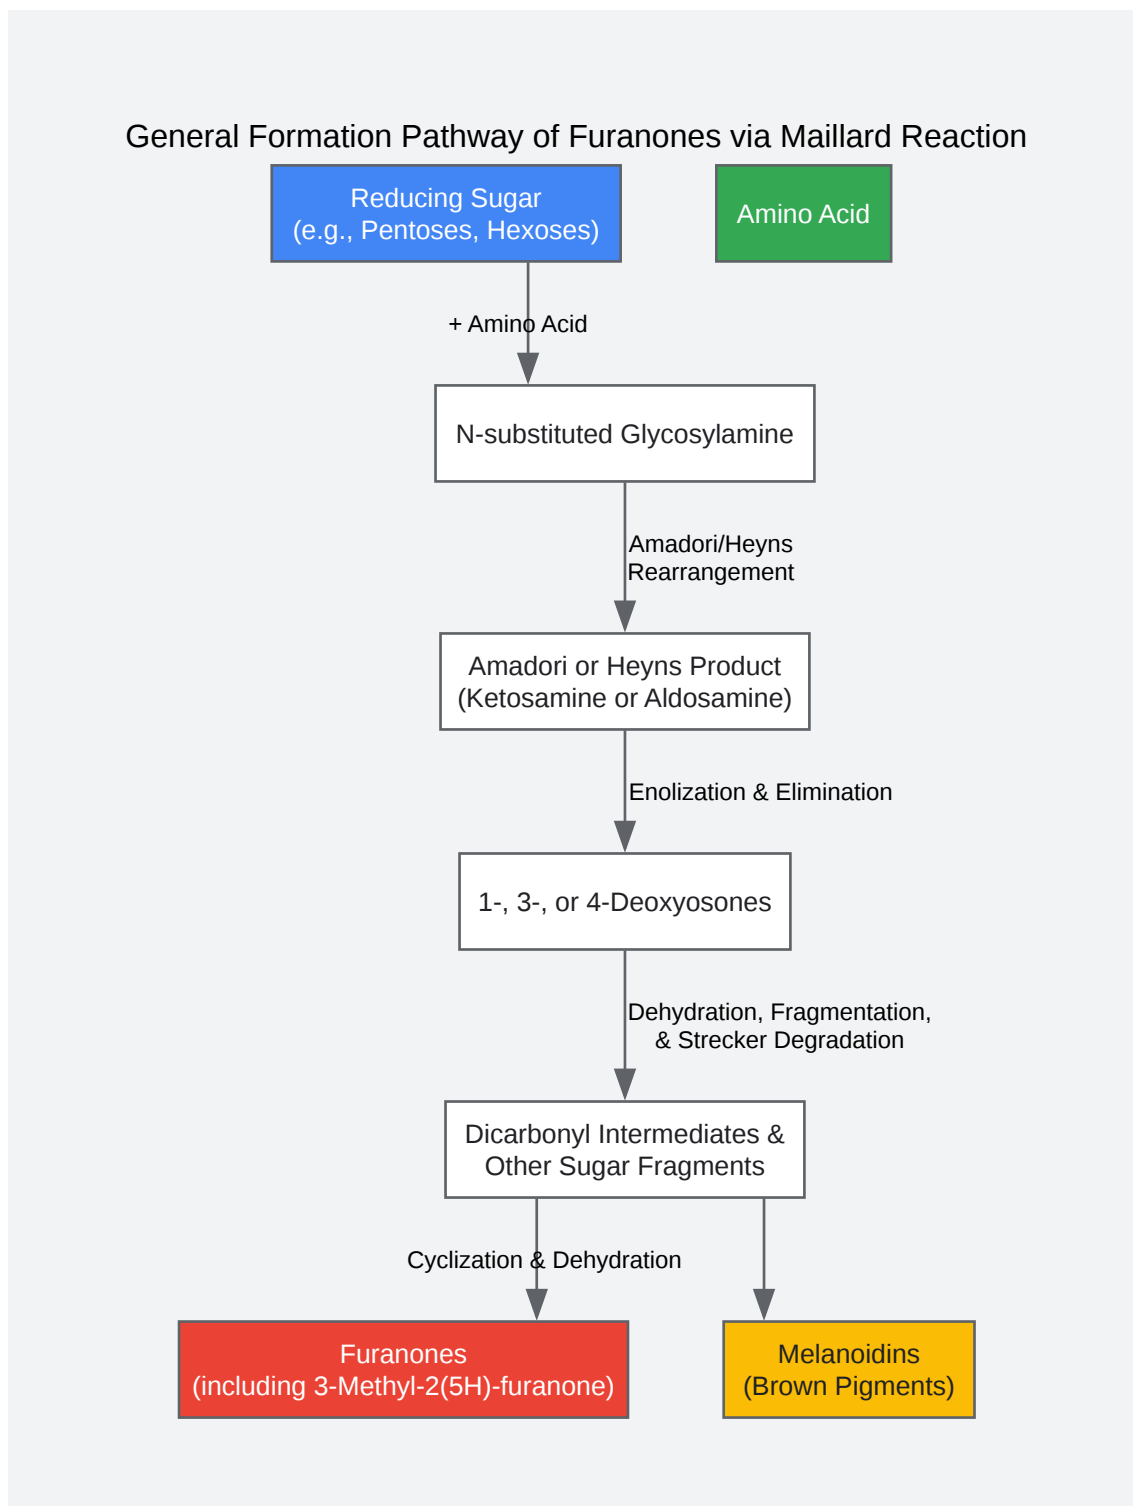 General Formation Pathway of Furanones via Maillard Reaction
Reducing Sugar
(e.g., Pentoses, Hexoses)
Amino Acid
+ Amino Acid
N-substituted Glycosylamine
Amadori/Heyns
Rearrangement
Amadori or Heyns Product
(Ketosamine or Aldosamine)
Enolization & Elimination
1-, 3-, or 4-Deoxyosones
Dehydration, Fragmentation,
& Strecker Degradation
Dicarbonyl Intermediates &
Other Sugar Fragments
Cyclization & Dehydration
Furanones
(including 3-Methyl-2(5H)-furanone)
Melanoidins
(Brown Pigments)